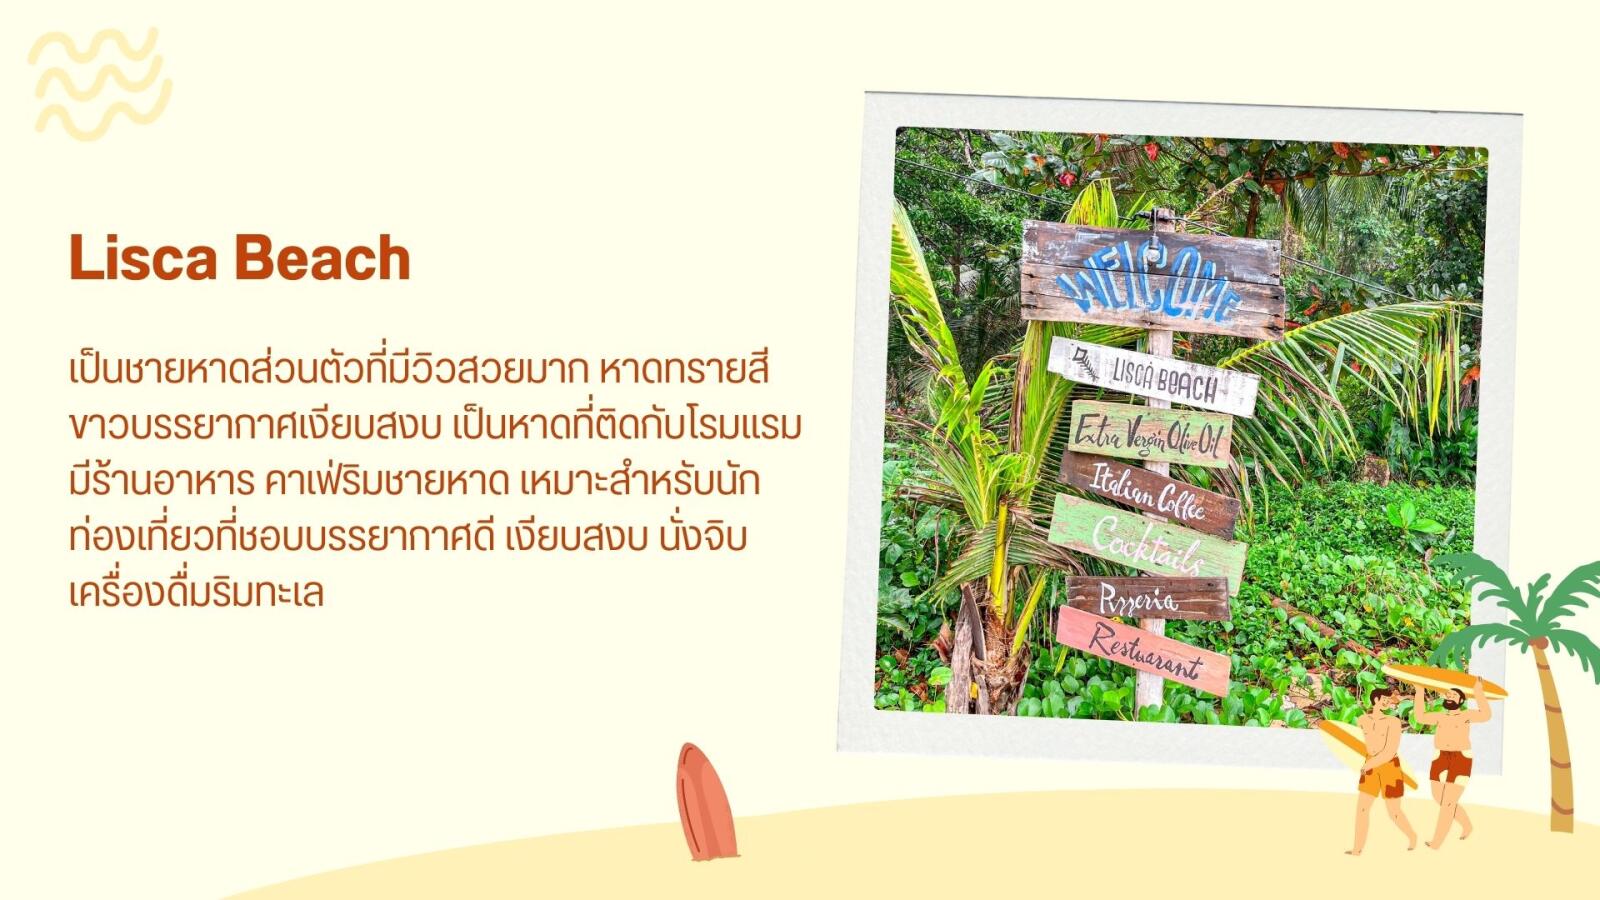 Lisca Beach
เป็นชายหาดส่วนตัวที่มีวิวสวยมาก หาดทรายสี
ขาวบรรยากาศเงียบสงบ เป็นหาดที่ติดกับโรมแรม
มีร้านอาหาร คาเฟ่ริมชายหาด เหมาะสำหรับนัก
ท่องเที่ยวที่ชอบบรรยากาศดี เงียบสงบ นั่งจิบ
เครื่องดื่มริมทะเล
WELCOME
LISCA BEACH
Extra Vergin Olive Oil
Italian Coffee
Cocktails
Pizzeria
Restuarant